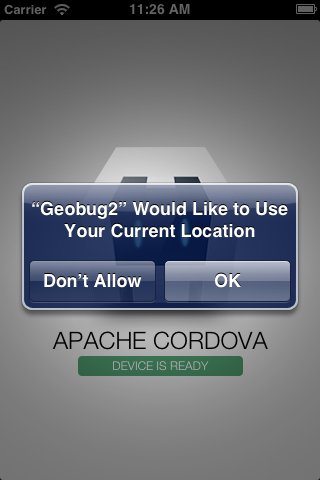 Carrier 11:26 AM
“Geobug2” Would Like to Use
Your Current Location
Don’t Allow OK
APACHE CORDOVA
DEVICE IS READY